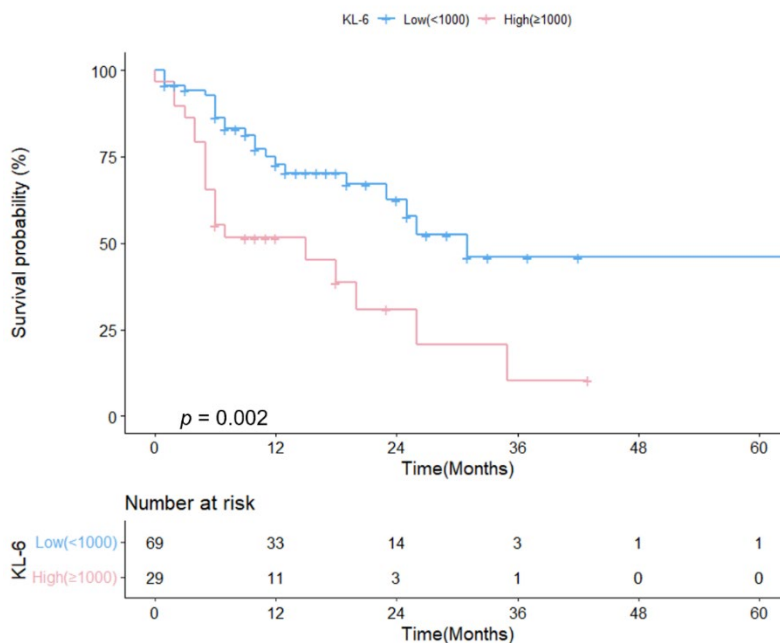 KL-6 Low(<1000) High(≥1000)
Survival probability (%)
100
75
50
25
0
p = 0.002
0 12 24 36 48 60
Time(Months)
Number at risk
KL-6
Low(<1000) 69 33 14 3 1 1
High(≥1000) 29 11 3 1 0 0
0 12 24 36 48 60
Time(Months)